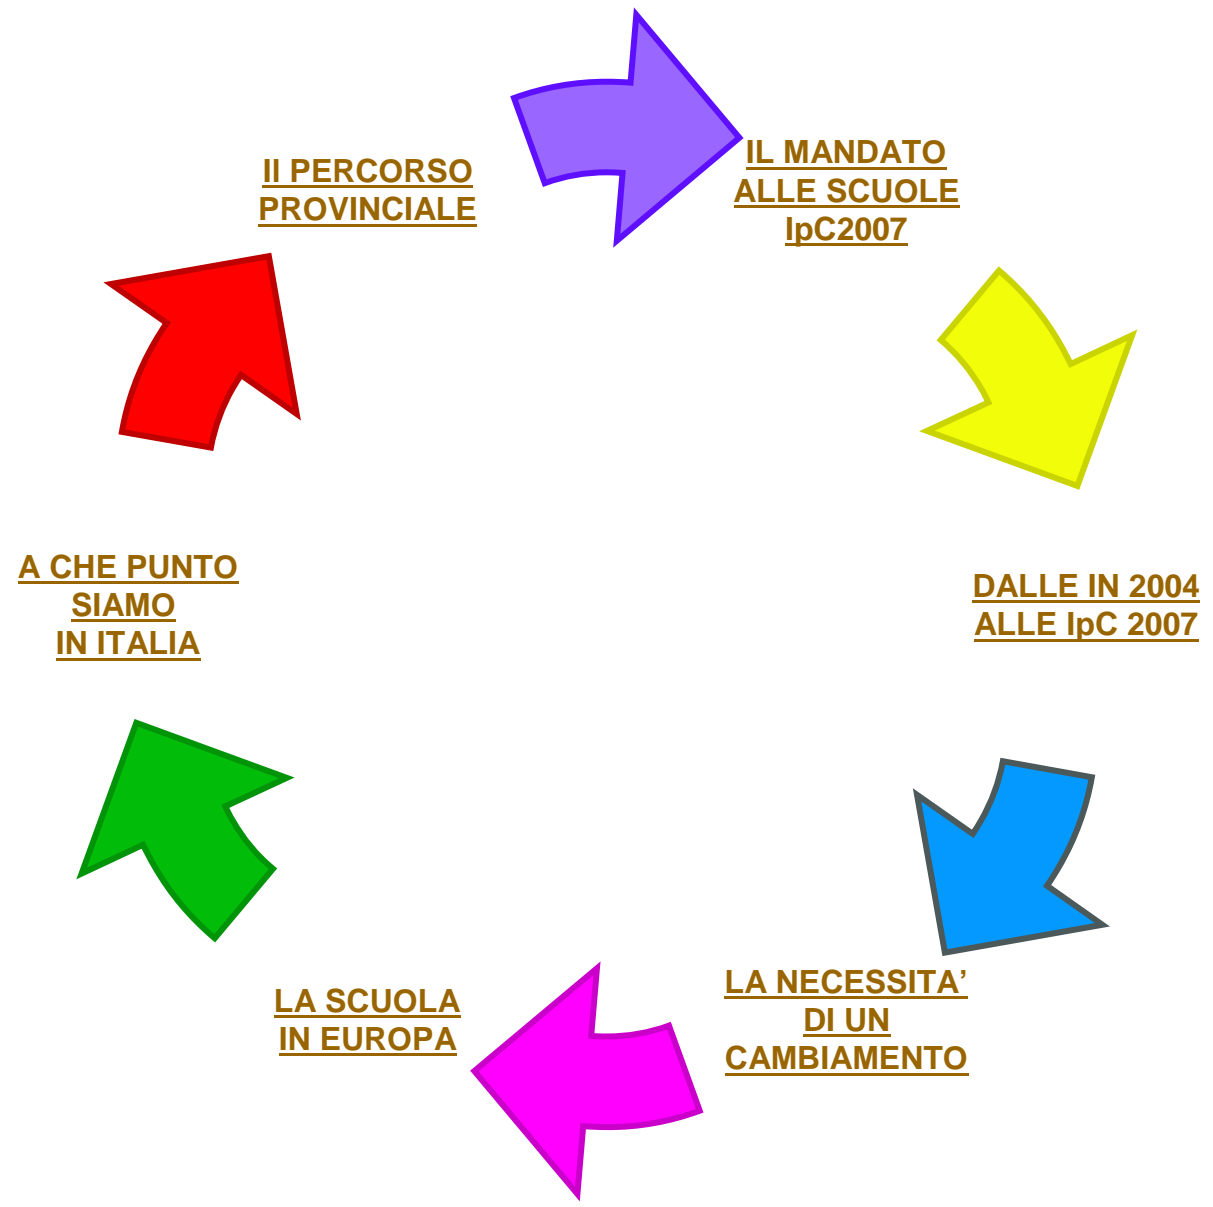 Il PERCORSO
PROVINCIALE
IL MANDATO
ALLE SCUOLE
IpC2007
DALLE IN 2004
ALLE IpC 2007
LA NECESSITA’
DI UN
CAMBIAMENTO
LA SCUOLA
IN EUROPA
A CHE PUNTO
SIAMO
IN ITALIA